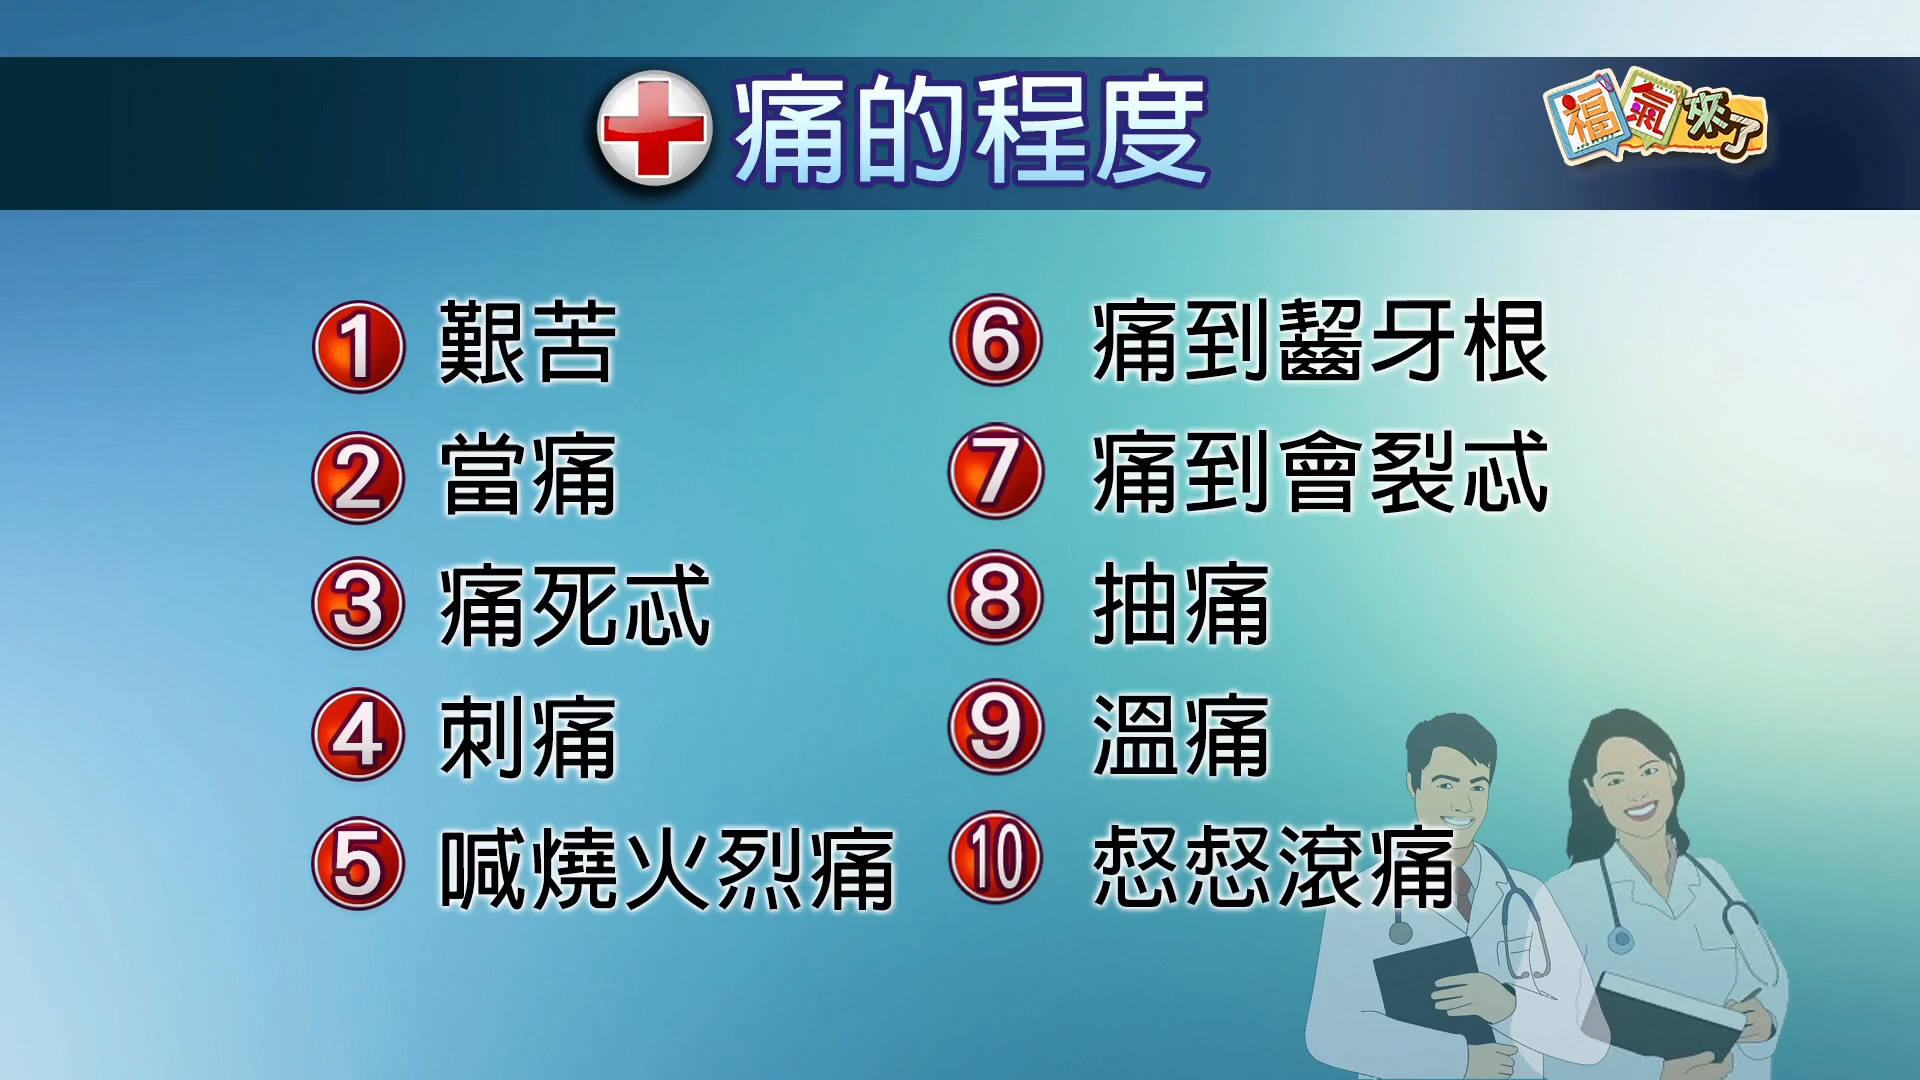 痛的程度
福氣來了
1 艱苦
2 當痛
3 痛死忒
4 刺痛
5 喊燒火烈痛
6 痛到齧牙根
7 痛到會裂忒
8 抽痛
9 溫痛
10 惄惄滾痛